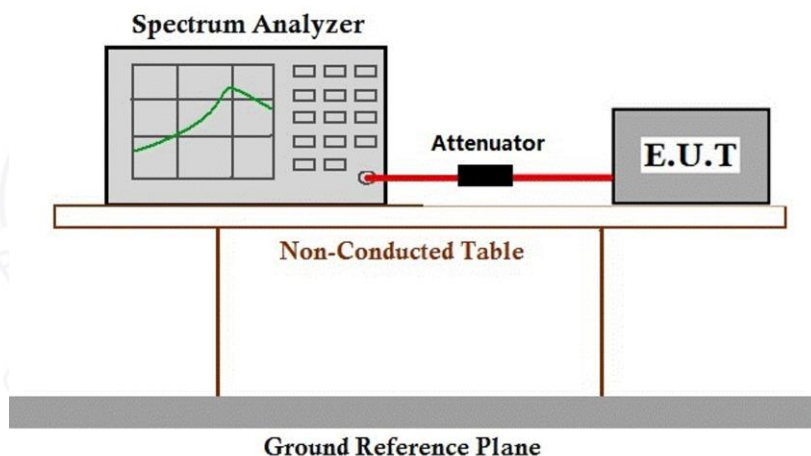 Spectrum Analyzer
Attenuator
E.U.T
Non-Conducted Table
Ground Reference Plane